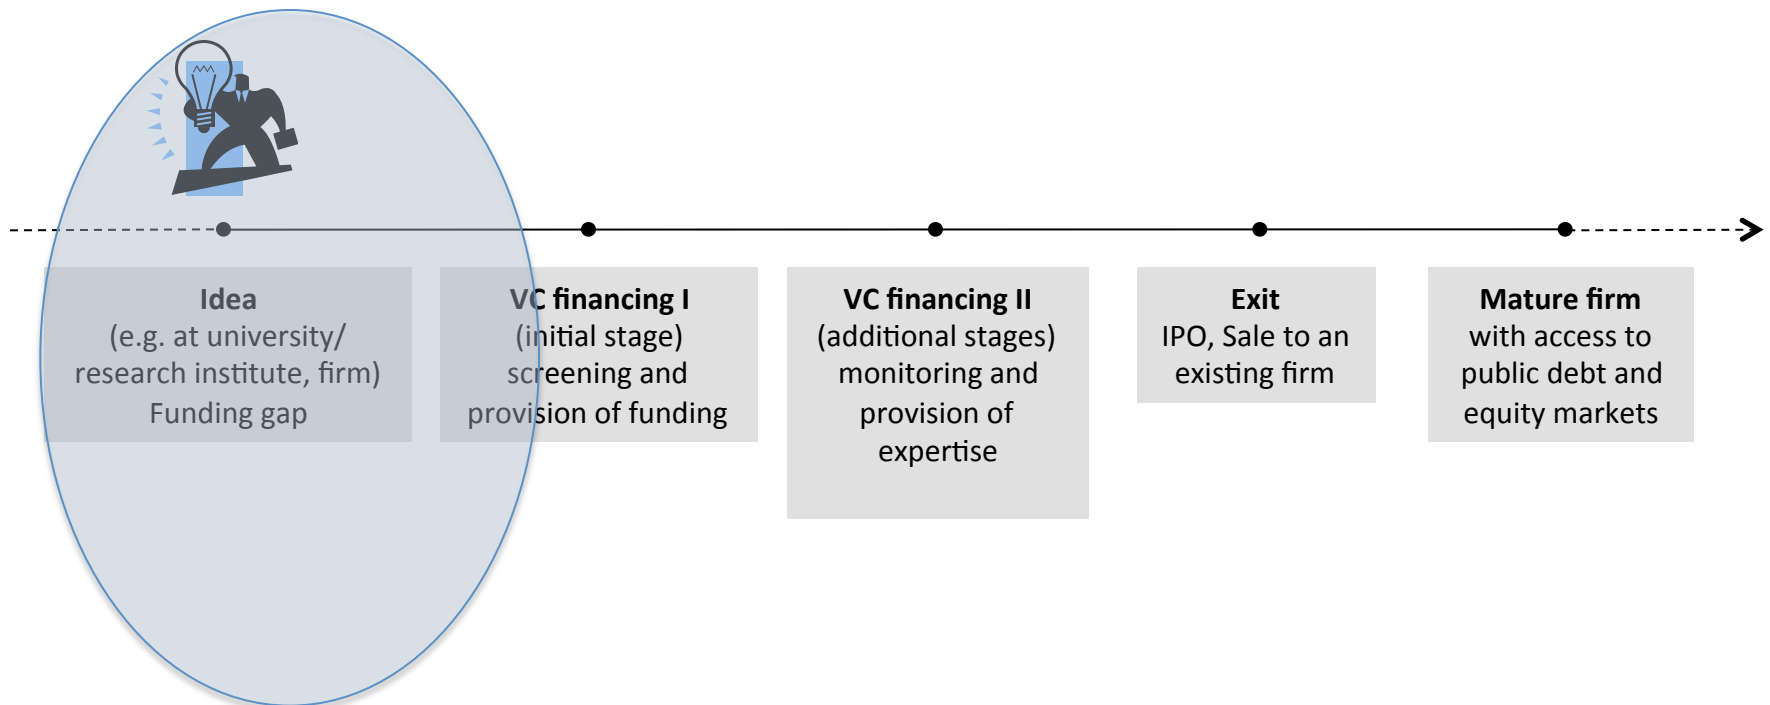 Idea
(e.g. at university/
research institute, firm)
Funding gap
VC financing I
(initial stage)
screening and
provision of funding
VC financing II
(additional stages)
monitoring and
provision of
expertise
Exit
IPO, Sale to an
existing firm
Mature firm
with access to
public debt and
equity markets